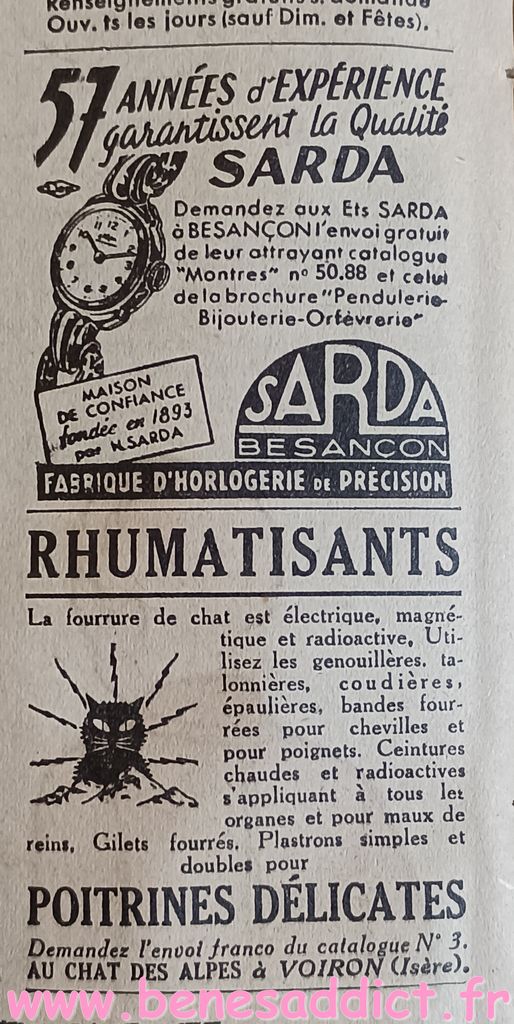 Renseignements gratuits s. demande
Ouv. ts les jours (sauf Dim. et Fêtes).
57 ANNÉES d'EXPÉRIENCE
garantissent la Qualité
SARDA
Demandez aux Ets SARDA
à BESANÇON l'envoi gratuit
de leur attrayant catalogue
"Montres" nº 50.88 et celui
de la brochure "Pendulerie-
Bijouterie-Orfèvrerie"
MAISON
DE CONFIANCE
fondée en 1893
par H. SARDA
SARDA
BESANÇON
FABRIQUE D'HORLOGERIE DE PRÉCISION
RHUMATISANTS
La fourrure de chat est électrique, magné-
tique et radioactive, Uti-
lisez les genouillères. ta-
lonnières, coudières,
épaulières, bandes four-
rées pour chevilles et
pour poignets. Ceintures
chaudes et radioactives
s'appliquant à tous les
organes et pour maux de
reins, Gilets fourrés. Plastrons simples et
doubles pour
POITRINES DÉLICATES
Demandez l'envoi franco du catalogue N° 3.
AU CHAT DES ALPES à VOIRON (Isère).
www.benesaddict.fr